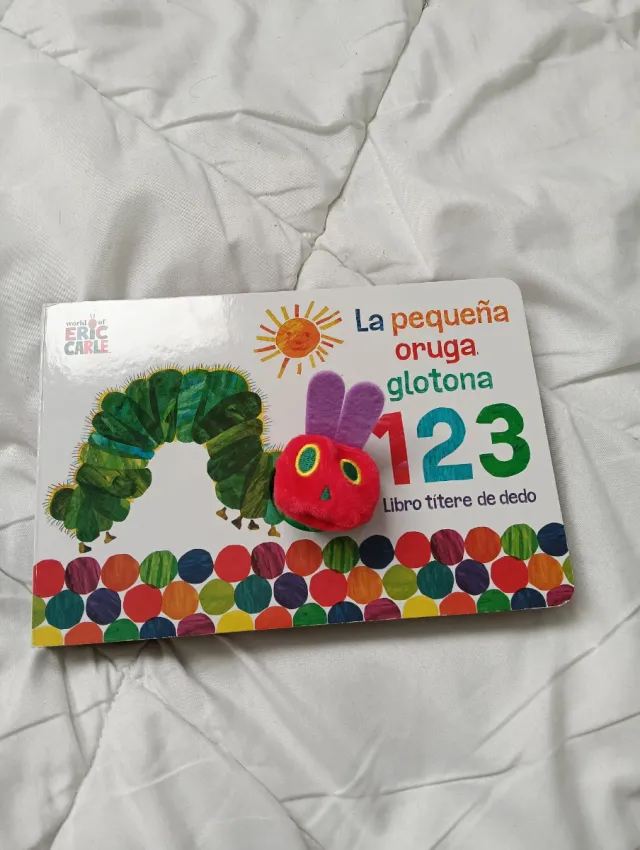 world of
ERIC
CARLE
La pequeña
oruga
glotona
123
Libro títere de dedo